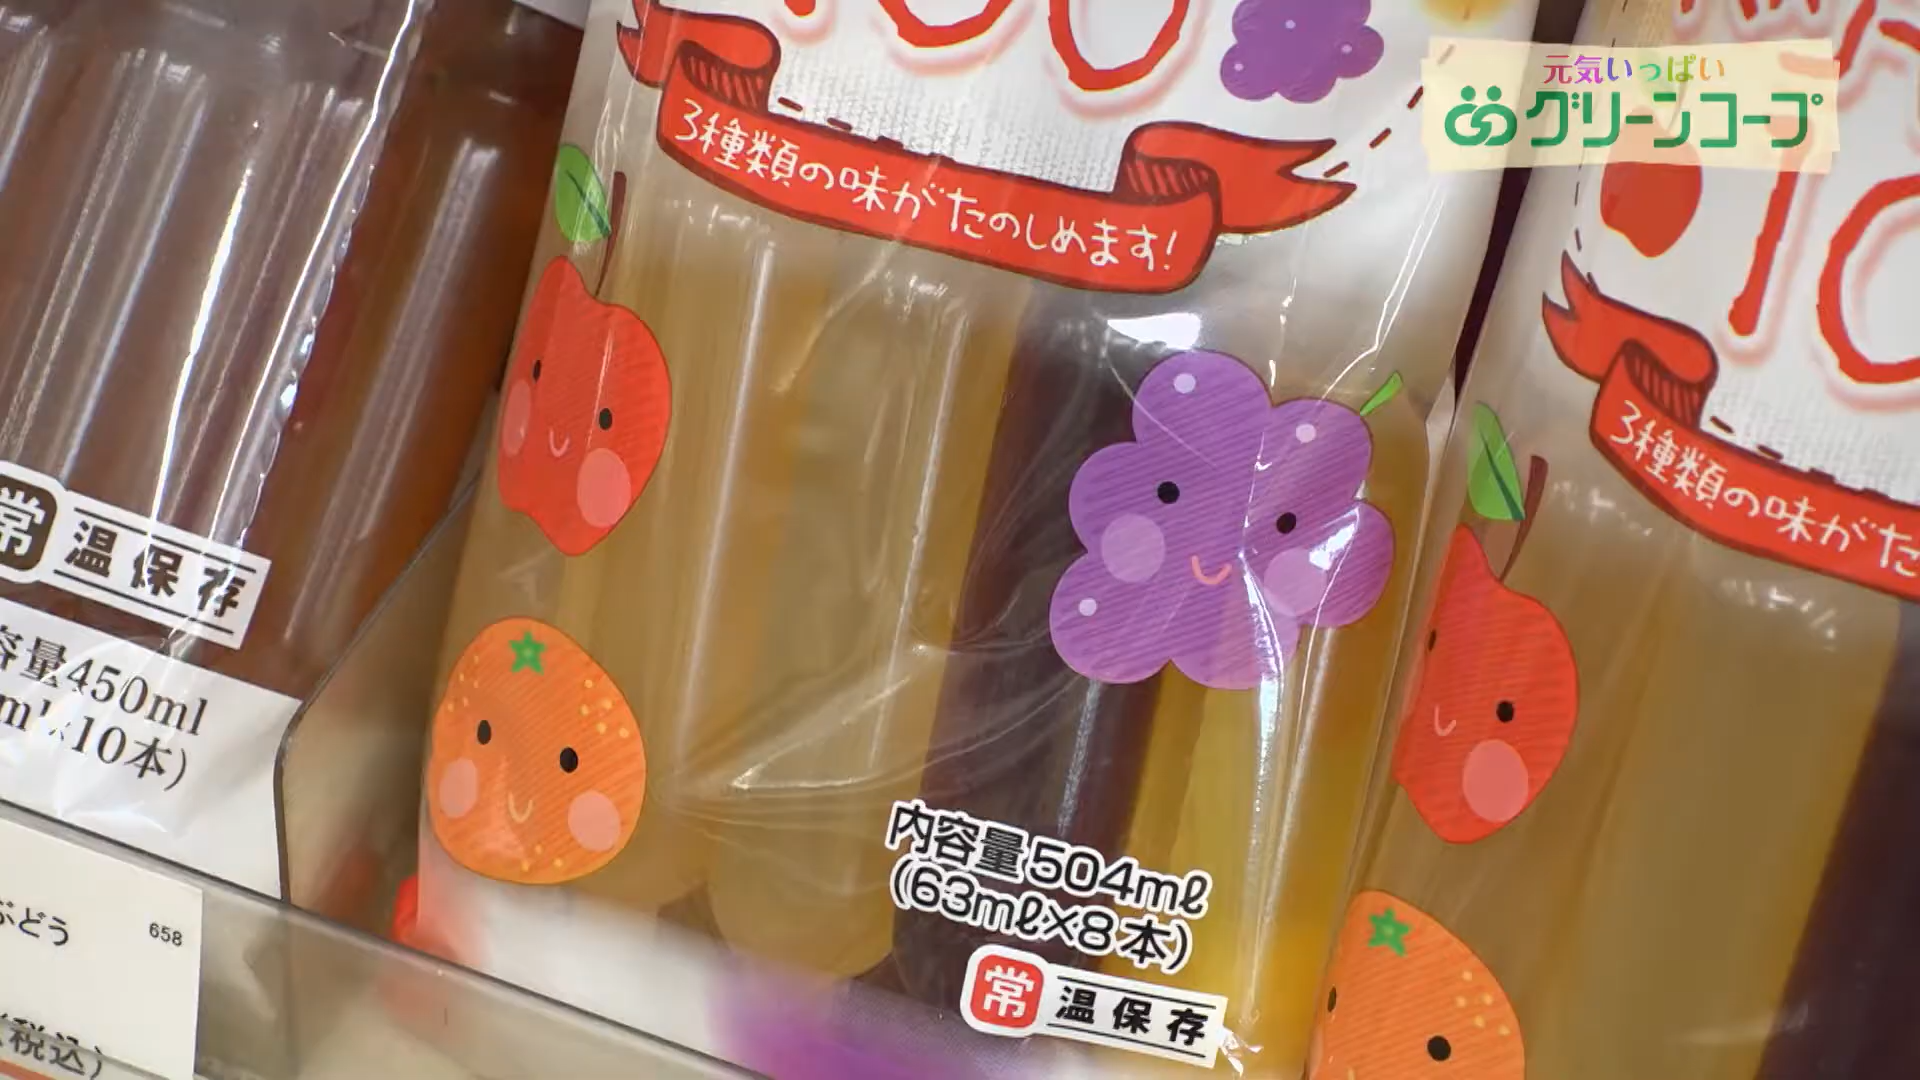 元気いっぱい
グリーンコープ
3種類の味がたのしめます!
3種類の味がた
常温保存
容量450ml
ml×10本)
内容量504mℓ
(63mℓ×8本)
常温保存
ぶどう
658
(税込)